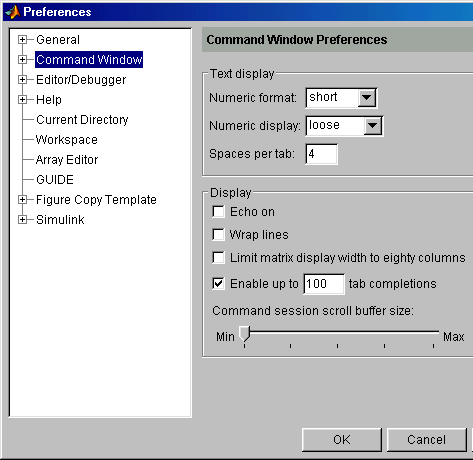 Preferences
General
Command Window
Editor/Debugger
Help
Current Directory
Workspace
Array Editor
GUIDE
Figure Copy Template
Simulink
Command Window Preferences
Text display
Numeric format: short
Numeric display: loose
Spaces per tab: 4
Display
Echo on
Wrap lines
Limit matrix display width to eighty columns
Enable up to 100 tab completions
Command session scroll buffer size:
Min Max
OK Cancel